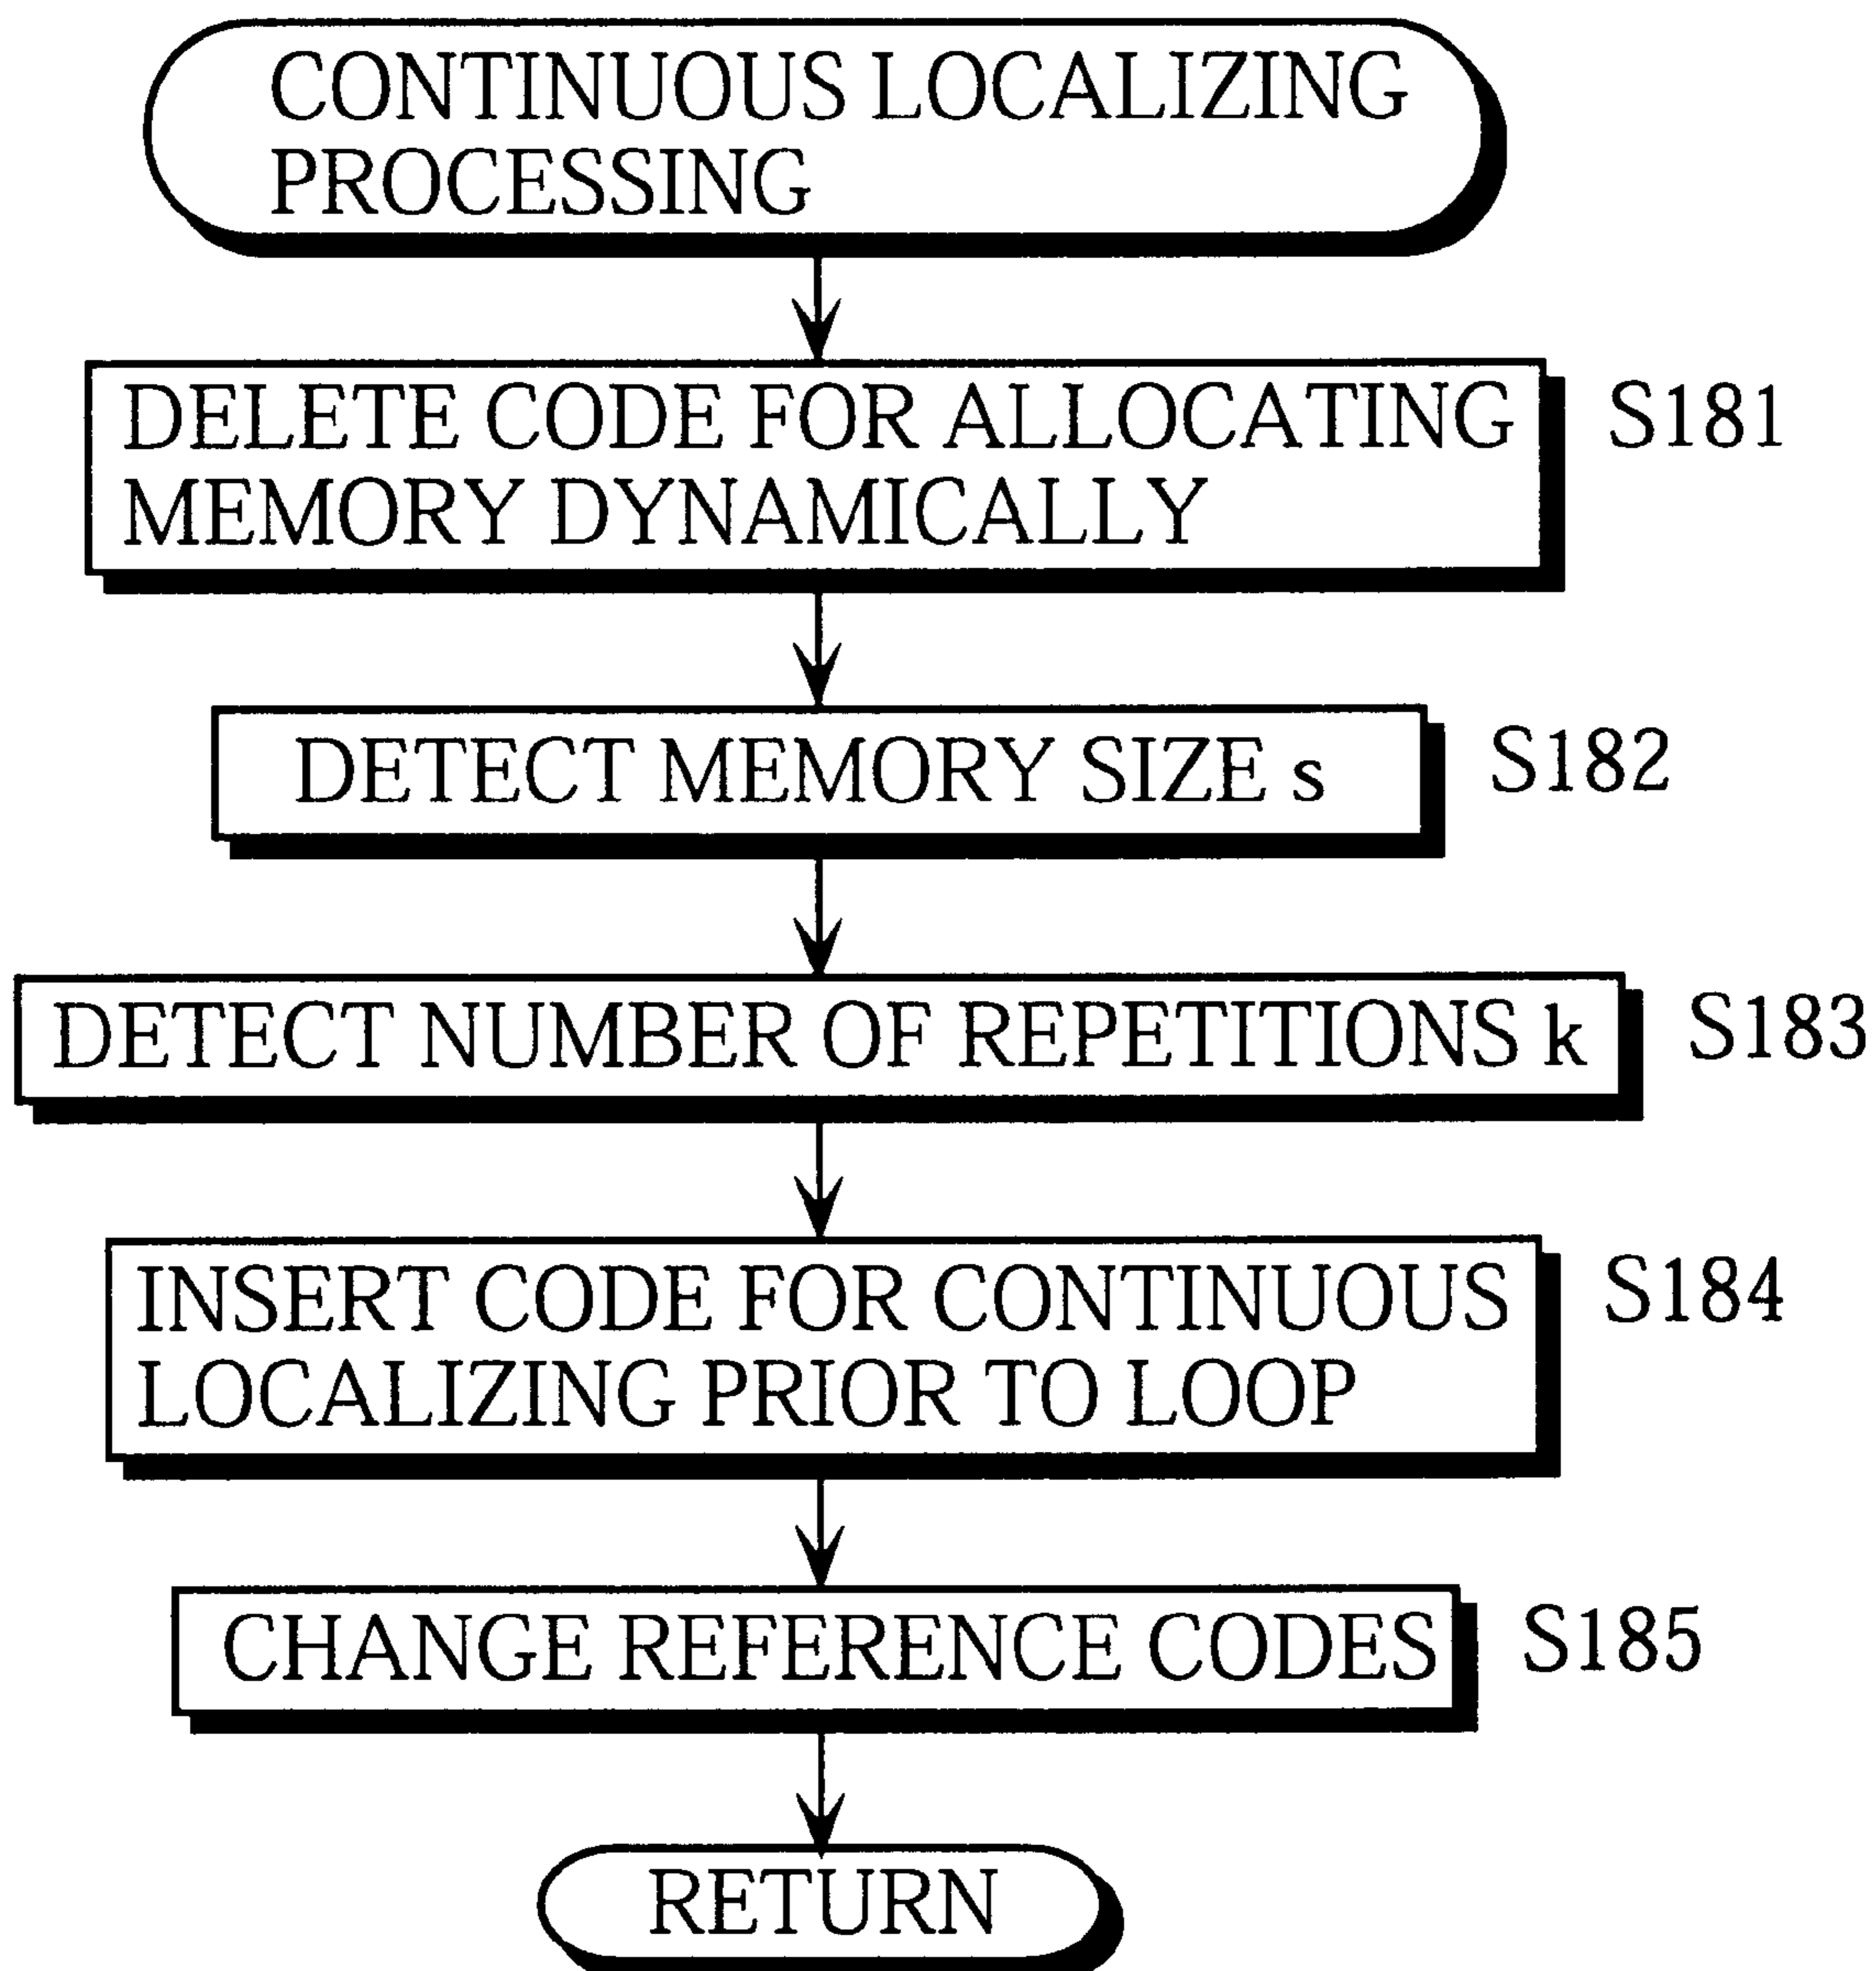 CONTINUOUS LOCALIZING
PROCESSING
DELETE CODE FOR ALLOCATING
MEMORY DYNAMICALLY
S181
DETECT MEMORY SIZE s
S182
DETECT NUMBER OF REPETITIONS k
S183
INSERT CODE FOR CONTINUOUS
LOCALIZING PRIOR TO LOOP
S184
CHANGE REFERENCE CODES
S185
RETURN